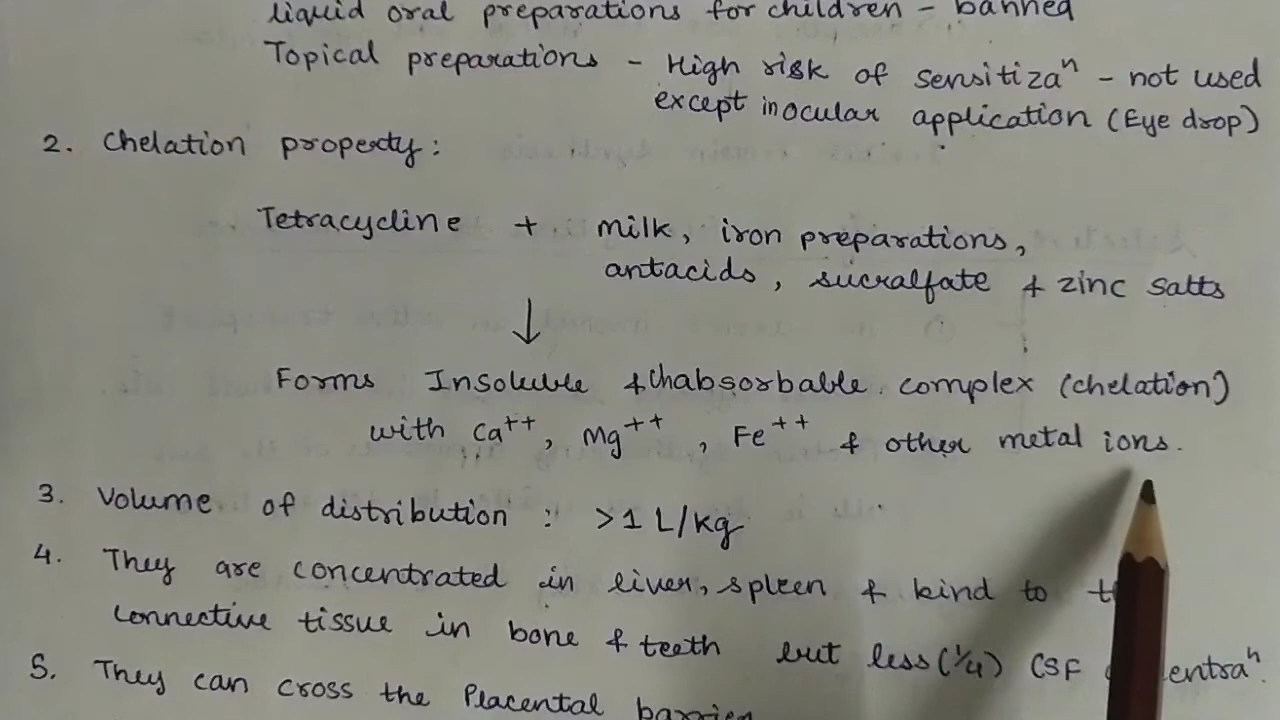 liquid oral preparations for children - banned
Topical preparations - High risk of sensitizaⁿ - not used
except in ocular application (Eye drop)
2. Chelation property:
Tetracycline + milk, iron preparations,
antacids, sucralfate & zinc salts
↓
Forms Insoluble & Unabsorbable complex (chelation)
with Ca⁺⁺, Mg⁺⁺, Fe⁺⁺ & other metal ions.
3. Volume of distribution : >1 L/kg
4. They are concentrated in liver, spleen & bind to
connective tissue in bone & teeth but less (1/4) CSF
5. They can cross the Placental barrier